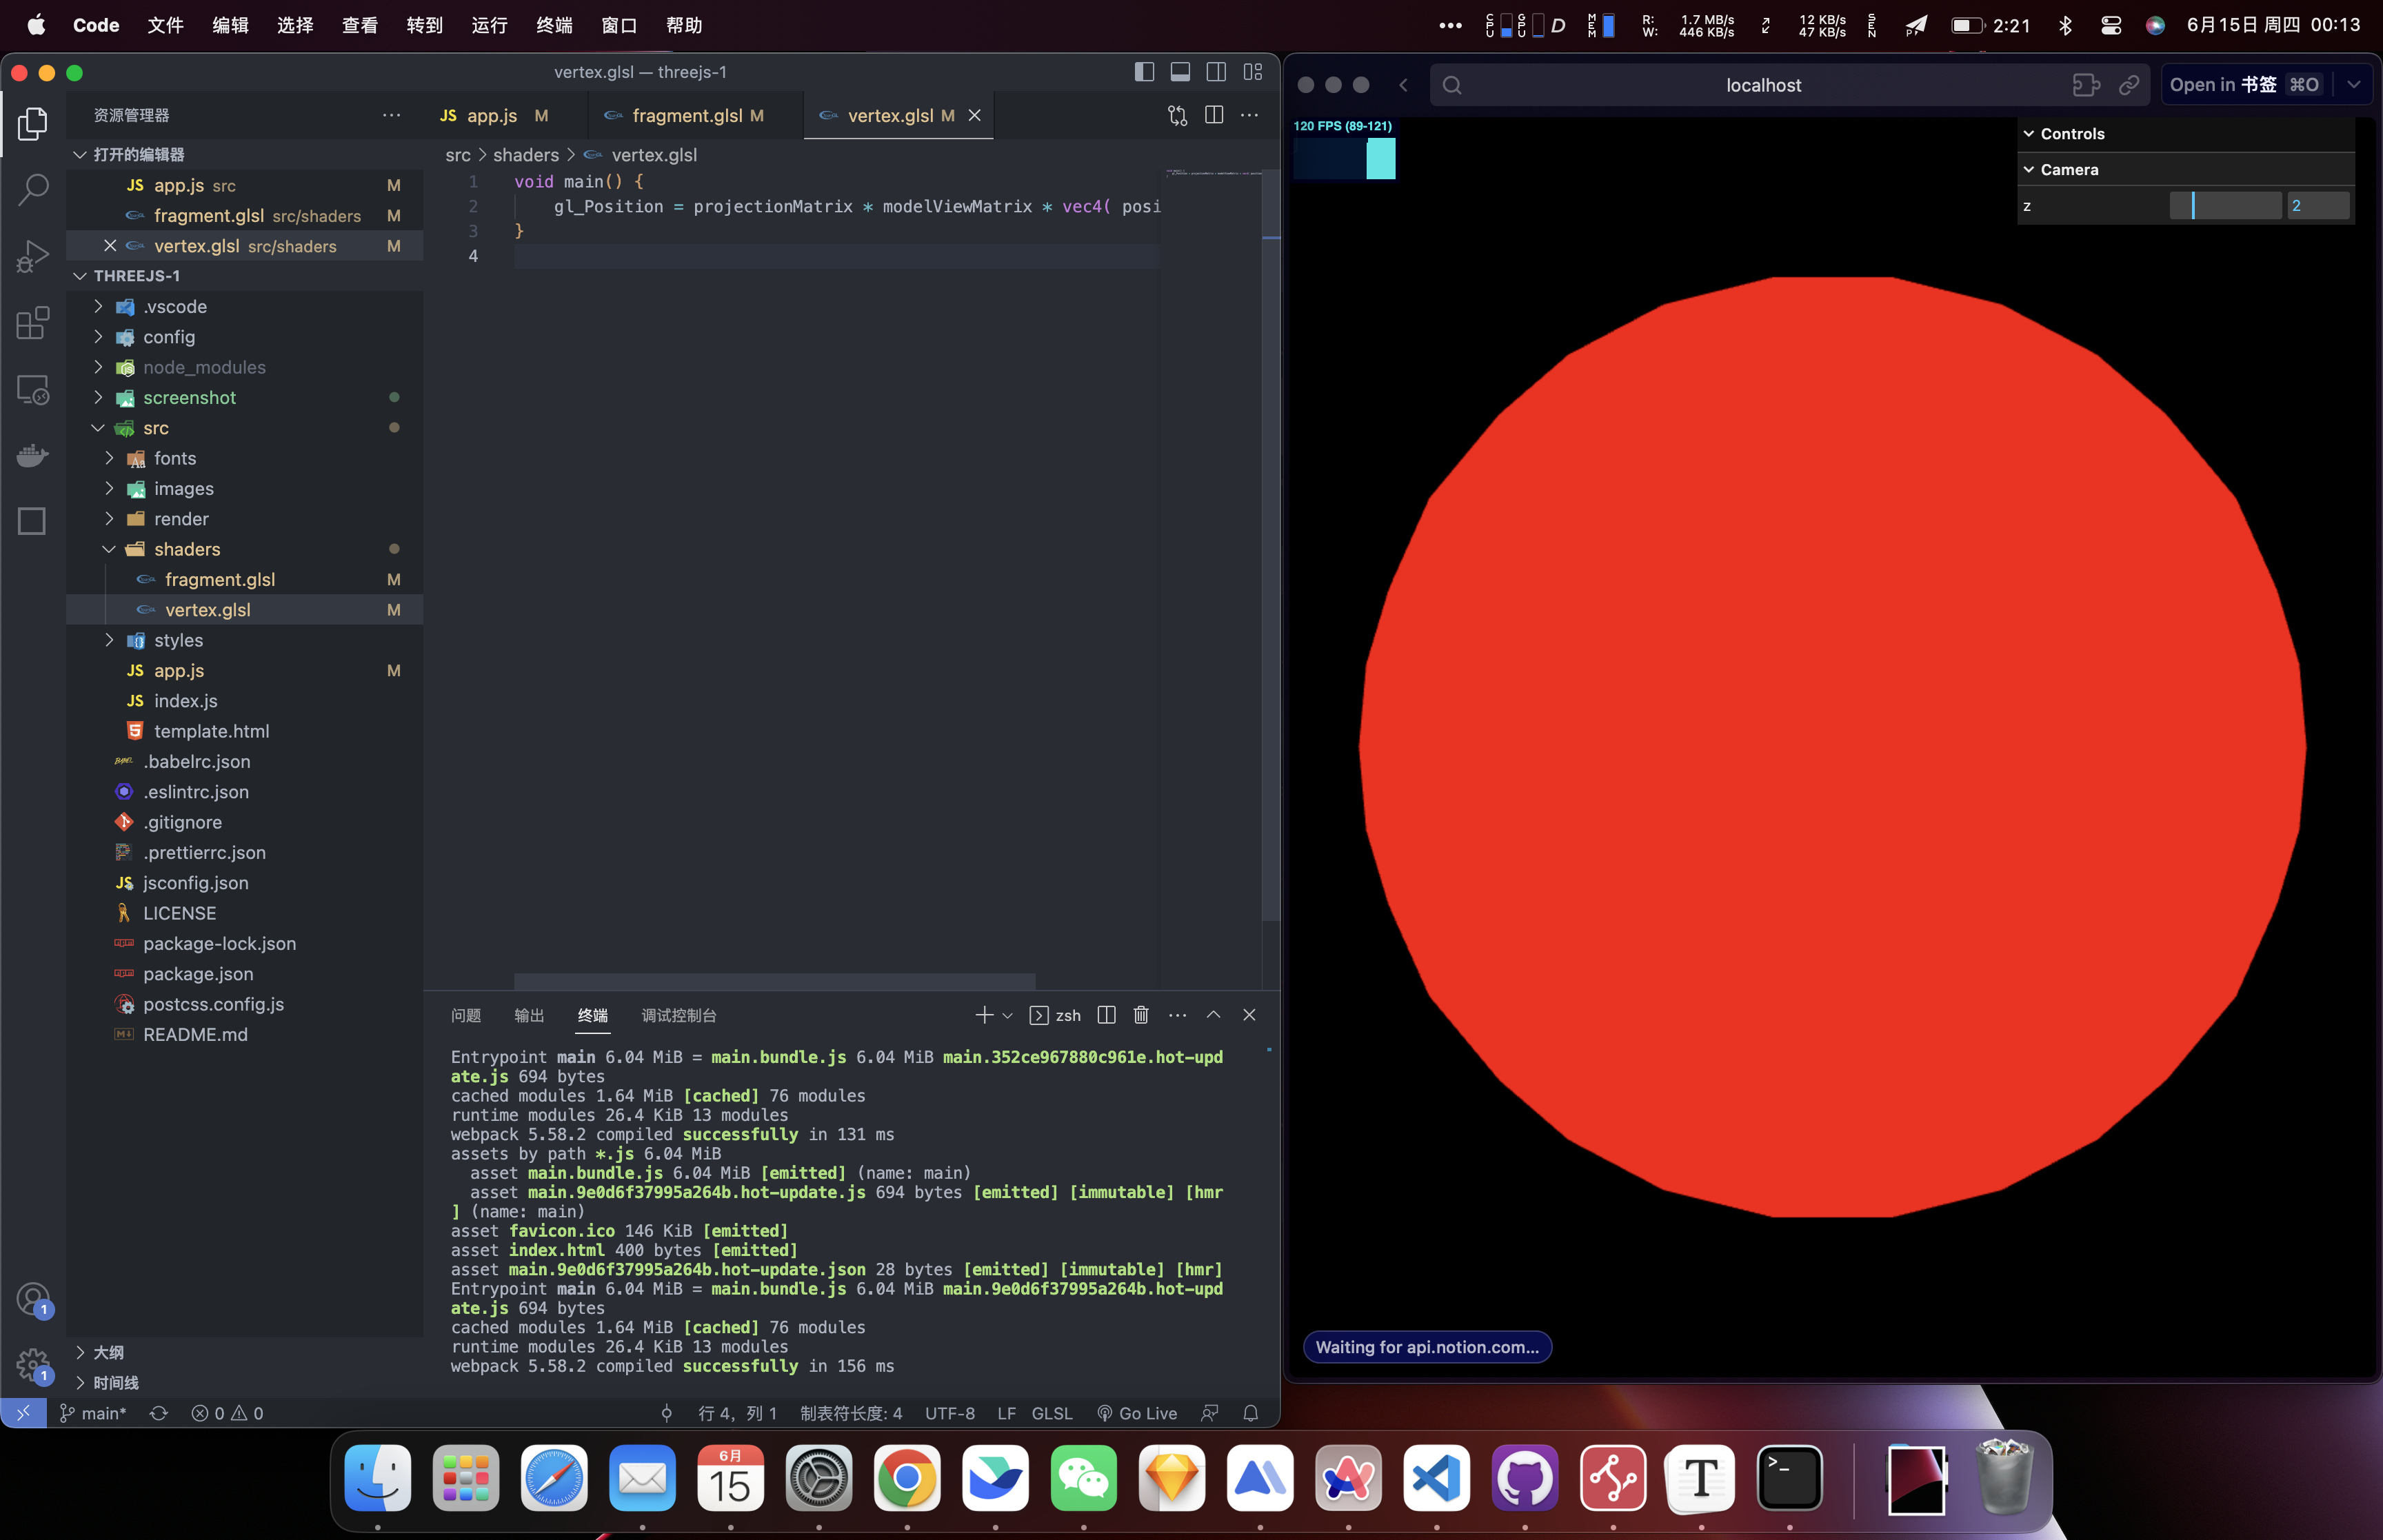 Code 文件 编辑 选择 查看 转到 运行 终端 窗口 帮助
CPU GPU D MEM R: W: 1.7 MB/s 446 KB/s 12 KB/s 47 KB/s SEN 2:21 6月15日 周四 00:13
vertex.glsl — threejs-1
资源管理器
JS app.js M
fragment.glsl M
vertex.glsl M
打开的编辑器
JS app.js src M
fragment.glsl src/shaders M
vertex.glsl src/shaders M
THREEJS-1
.vscode
config
node_modules
screenshot
src
fonts
images
render
shaders
fragment.glsl M
vertex.glsl M
styles
JS app.js M
JS index.js
template.html
.babelrc.json
.eslintrc.json
.gitignore
.prettierrc.json
JS jsconfig.json
LICENSE
package-lock.json
package.json
postcss.config.js
README.md
大纲
时间线
src > shaders > vertex.glsl
1 void main() {
2 gl_Position = projectionMatrix * modelViewMatrix * vec4( posi
3 }
4
问题 输出 终端 调试控制台
zsh
Entrypoint main 6.04 MiB = main.bundle.js 6.04 MiB main.352ce967880c961e.hot-upd
ate.js 694 bytes
cached modules 1.64 MiB [cached] 76 modules
runtime modules 26.4 KiB 13 modules
webpack 5.58.2 compiled successfully in 131 ms
assets by path *.js 6.04 MiB
asset main.bundle.js 6.04 MiB [emitted] (name: main)
asset main.9e0d6f37995a264b.hot-update.js 694 bytes [emitted] [immutable] [hmr
] (name: main)
asset favicon.ico 146 KiB [emitted]
asset index.html 400 bytes [emitted]
asset main.9e0d6f37995a264b.hot-update.json 28 bytes [emitted] [immutable] [hmr]
Entrypoint main 6.04 MiB = main.bundle.js 6.04 MiB main.9e0d6f37995a264b.hot-upd
ate.js 694 bytes
cached modules 1.64 MiB [cached] 76 modules
runtime modules 26.4 KiB 13 modules
webpack 5.58.2 compiled successfully in 156 ms
1
1
main* 0 0 行 4，列 1 制表符长度: 4 UTF-8 LF GLSL Go Live
localhost
Open in 书签 ⌘O
120 FPS (89-121)
Controls
Camera
z 2
Waiting for api.notion.com...
6月
15
T
>_